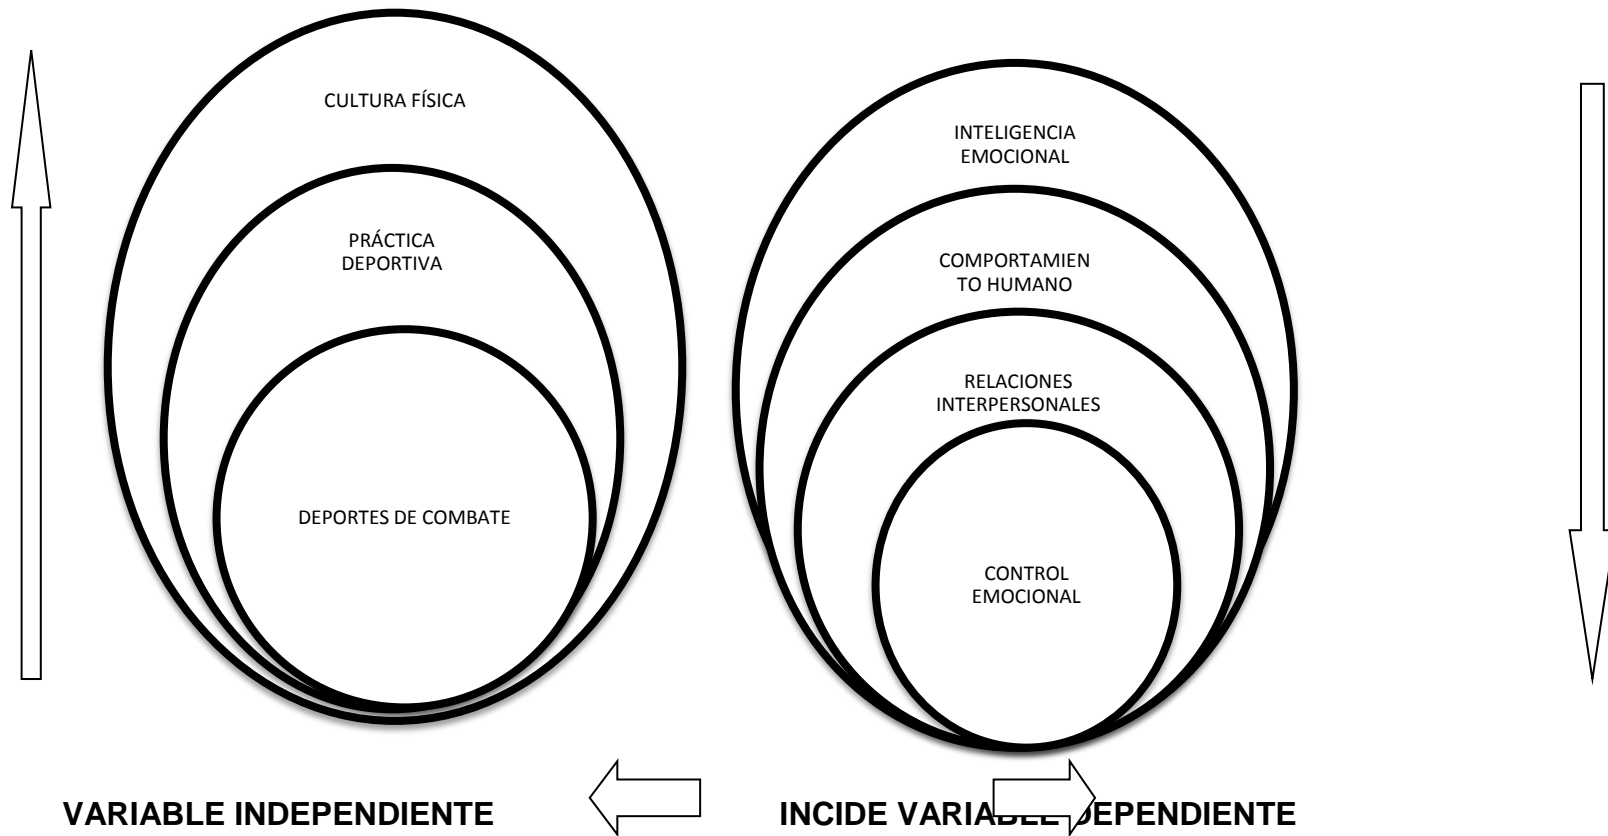 CULTURA FÍSICA
PRÁCTICA
DEPORTIVA
DEPORTES DE COMBATE
INTELIGENCIA
EMOCIONAL
COMPORTAMIEN
TO HUMANO
RELACIONES
INTERPERSONALES
CONTROL
EMOCIONAL
VARIABLE INDEPENDIENTE
INCIDE VARIABLE DEPENDIENTE